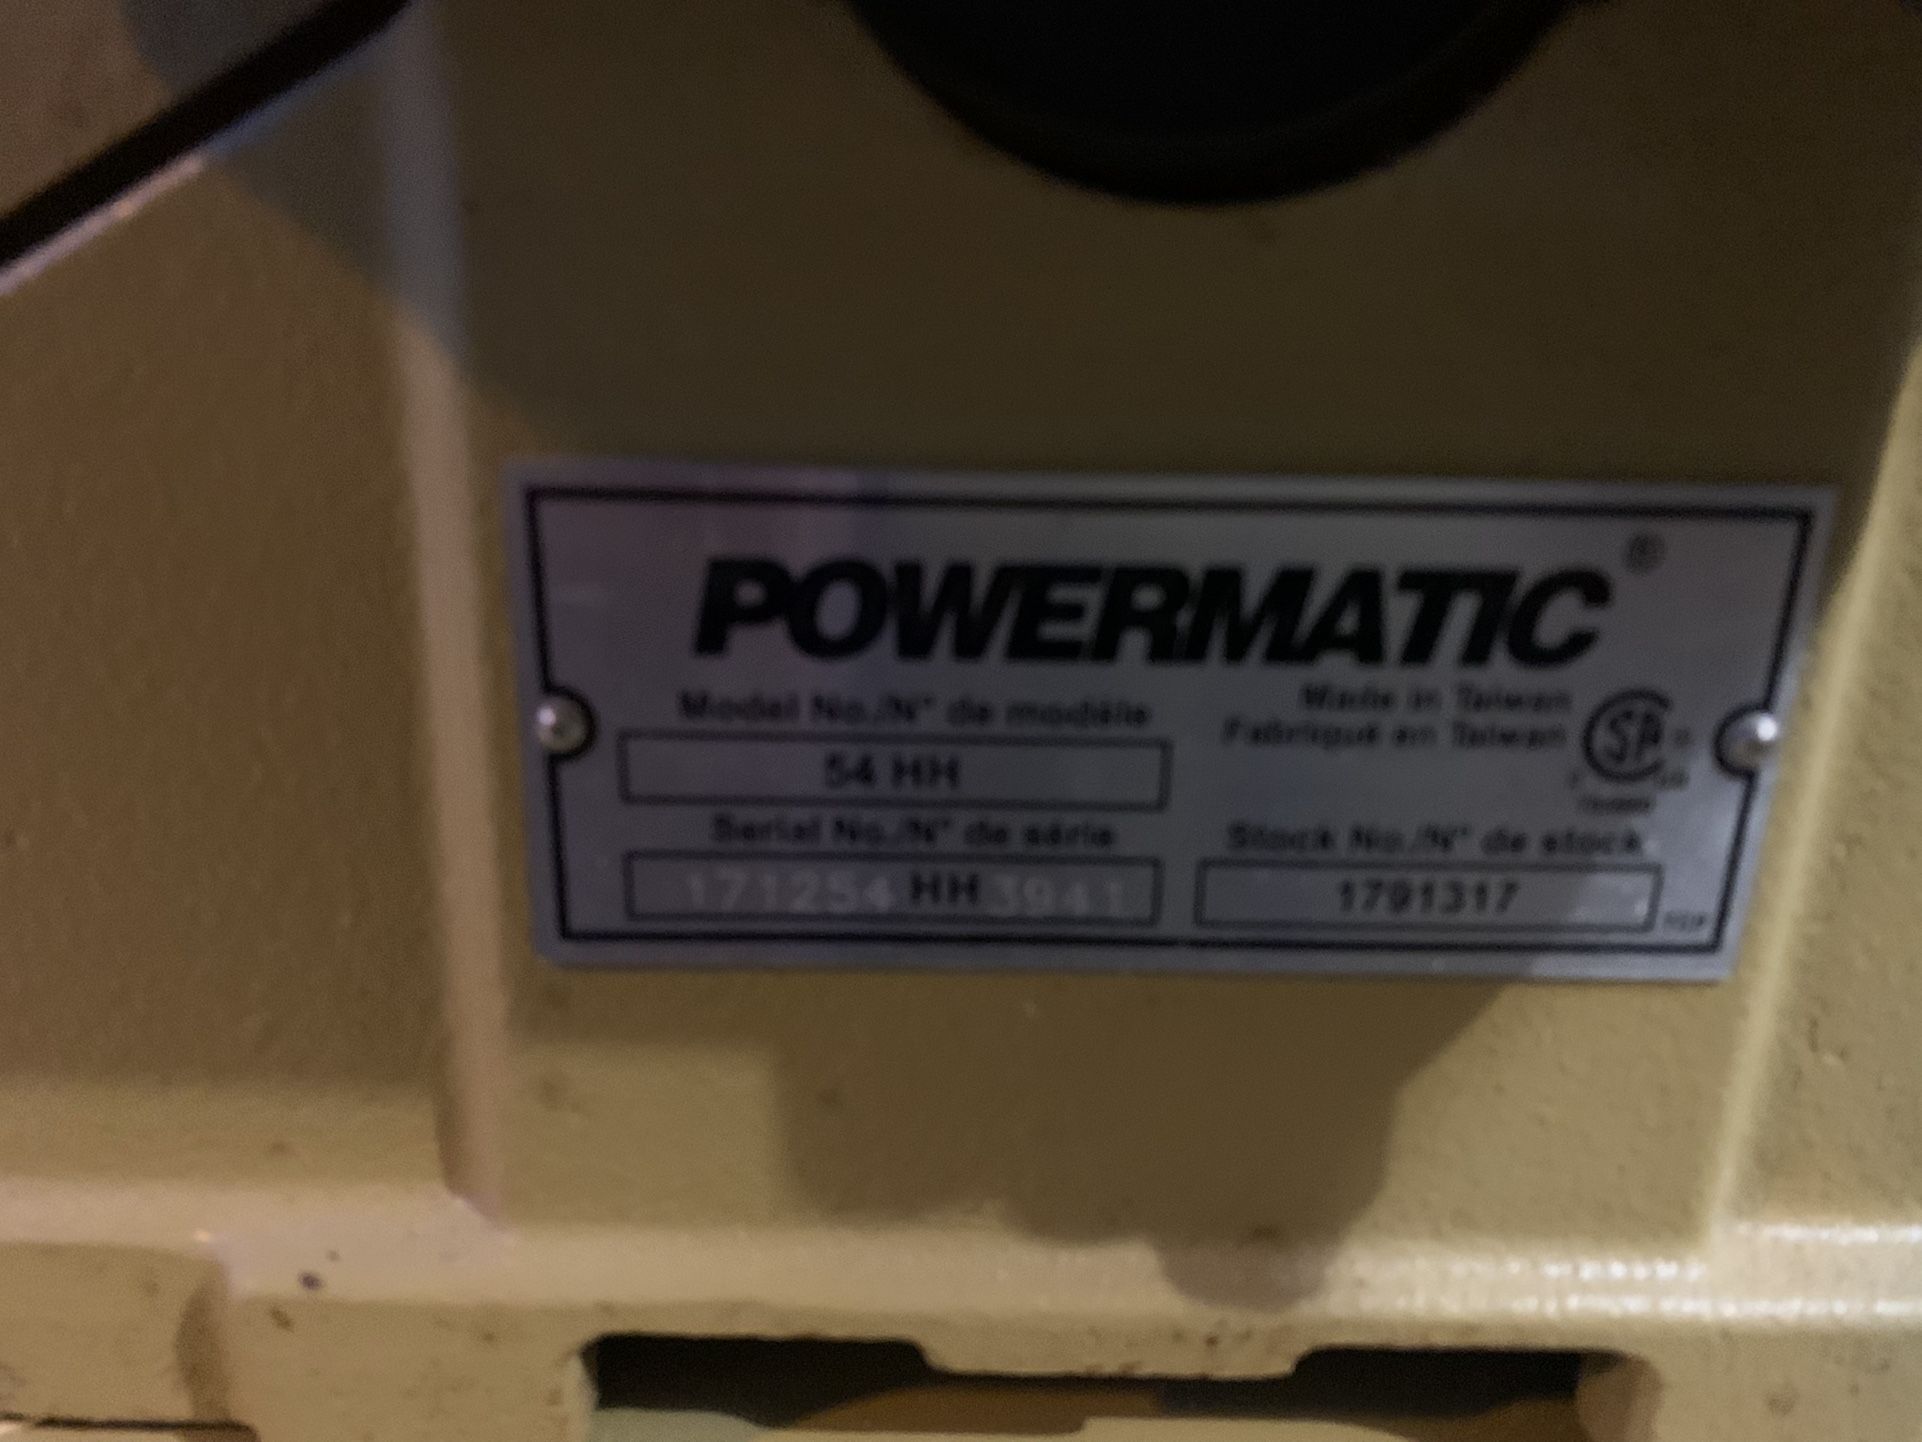 POWERMATIC®
Model No./N° de modèle
54 HH
Made in Taiwan
Fabriqué en Taiwan
Serial No./N° de série
171254 HH 3941
Stock No./N° de stock
1791317